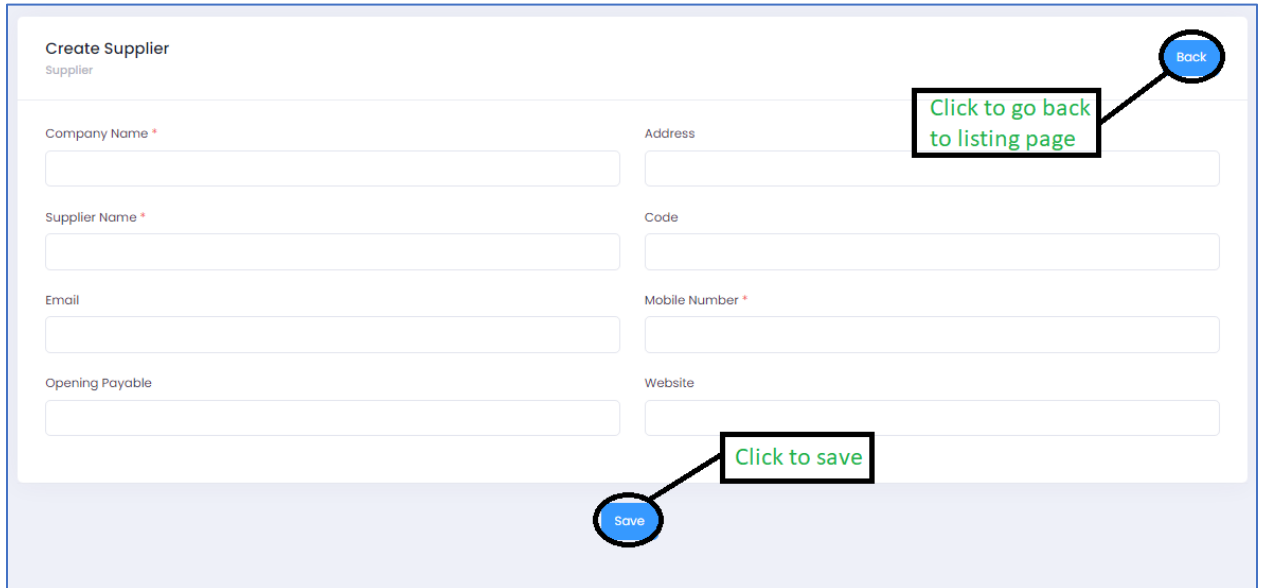 Create Supplier
Supplier
Back
Click to go back
to listing page
Company Name *
Address
Supplier Name *
Code
Email
Mobile Number *
Opening Payable
Website
Click to save
Save